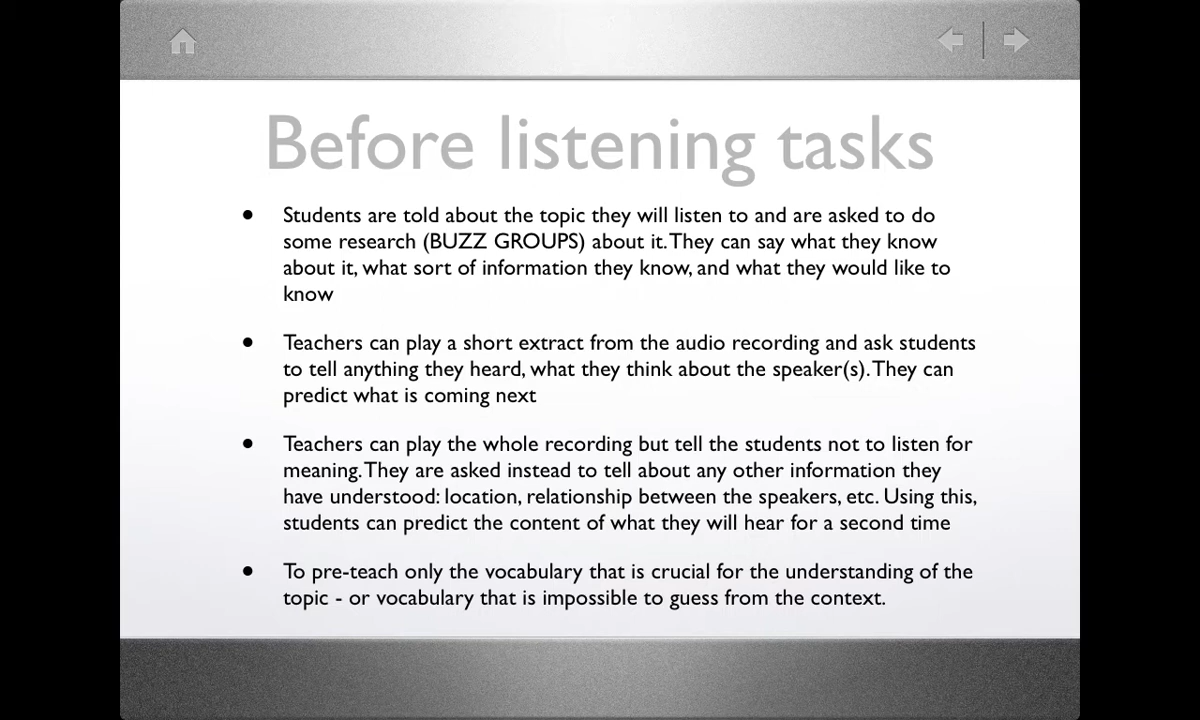 Before listening tasks
• Students are told about the topic they will listen to and are asked to do
some research (BUZZ GROUPS) about it. They can say what they know
about it, what sort of information they know, and what they would like to
know
• Teachers can play a short extract from the audio recording and ask students
to tell anything they heard, what they think about the speaker(s). They can
predict what is coming next
• Teachers can play the whole recording but tell the students not to listen for
meaning. They are asked instead to tell about any other information they
have understood: location, relationship between the speakers, etc. Using this,
students can predict the content of what they will hear for a second time
• To pre-teach only the vocabulary that is crucial for the understanding of the
topic - or vocabulary that is impossible to guess from the context.